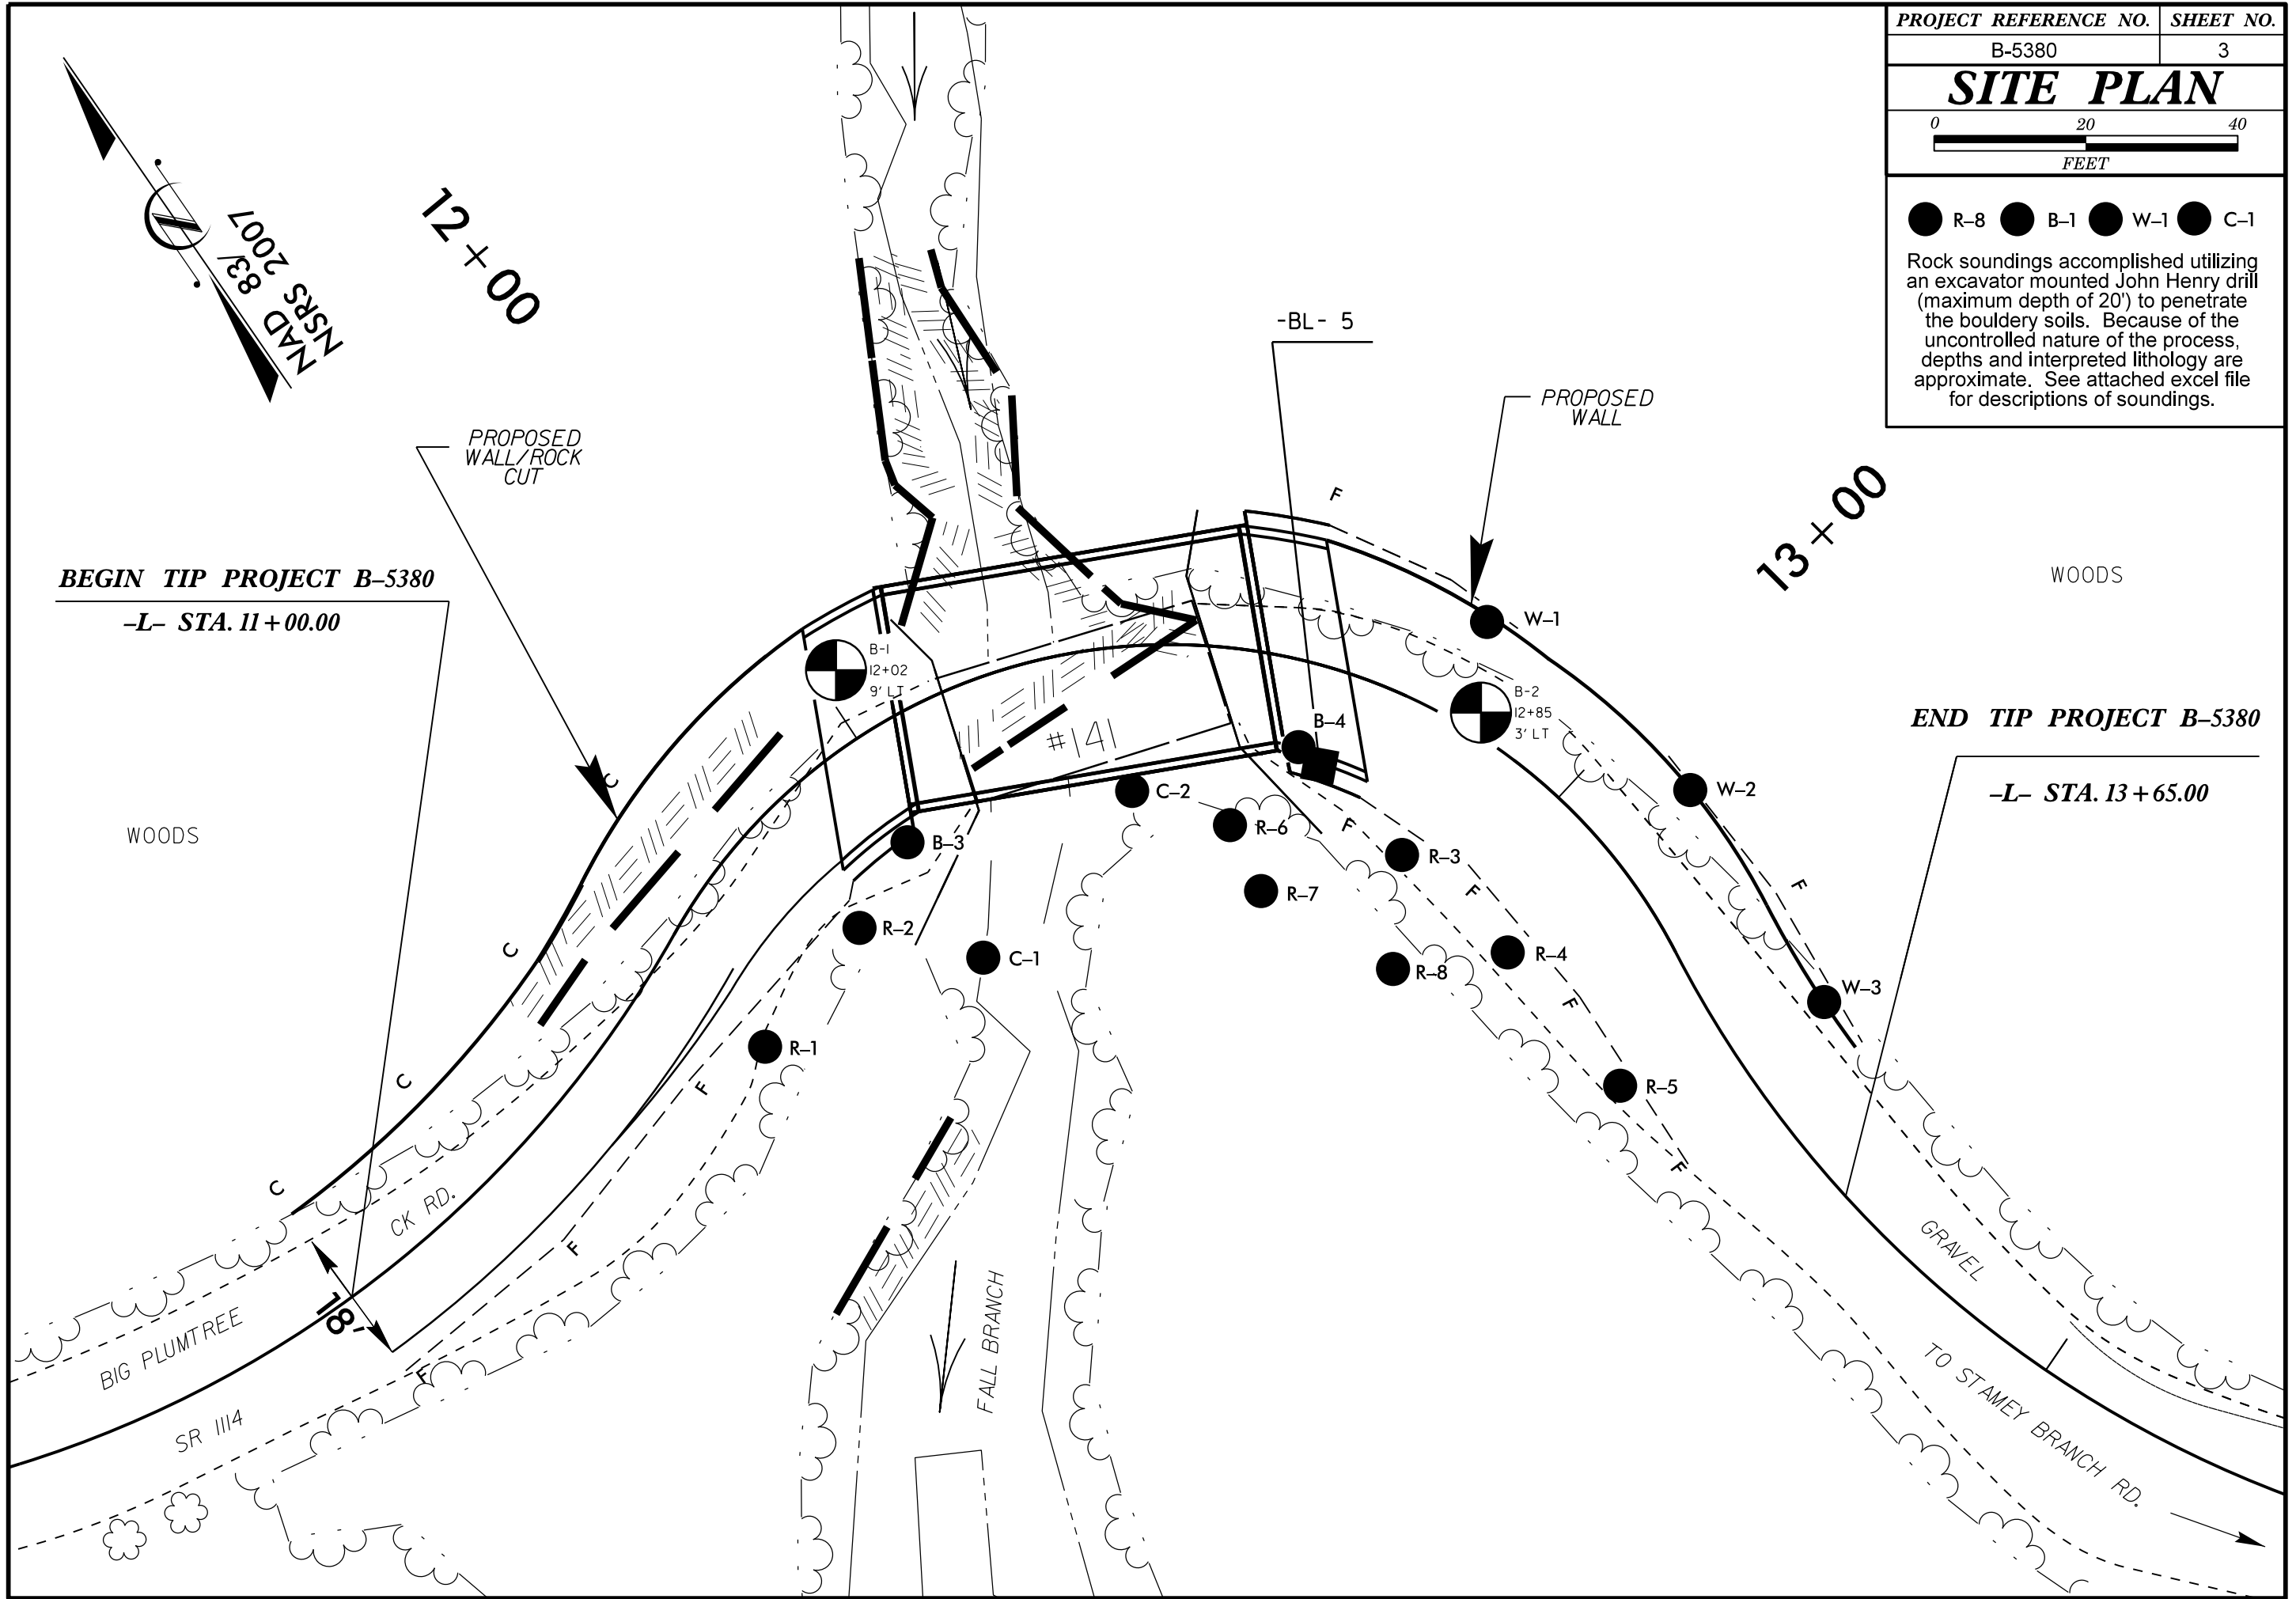 PROJECT REFERENCE NO. SHEET NO.
B-5380 3
SITE PLAN
0 20 40
FEET
R-8 B-1 W-1 C-1
Rock soundings accomplished utilizing
an excavator mounted John Henry drill
(maximum depth of 20') to penetrate
the bouldery soils. Because of the
uncontrolled nature of the process,
depths and interpreted lithology are
approximate. See attached excel file
for descriptions of soundings.
NAD 83/
NSRS 2007
12+00
-BL- 5
PROPOSED
WALL
PROPOSED
WALL/ROCK
CUT
F
13+00
WOODS
BEGIN TIP PROJECT B-5380
-L- STA. 11+00.00
W-1
B-1
12+02
9' LT
B-2
12+85
3' LT
END TIP PROJECT B-5380
-L- STA. 13+65.00
B-4
#141
C
W-2
C-2
R-6
F
WOODS
B-3
R-3
R-7
F
F
R-2
C
C-1
R-4
R-8
W-3
F
R-1
C
F
R-5
F
C
CK RD.
F
18'
BIG PLUMTREE
F
SR 1114
FALL BRANCH
GRAVEL
TO STAMEY BRANCH RD.